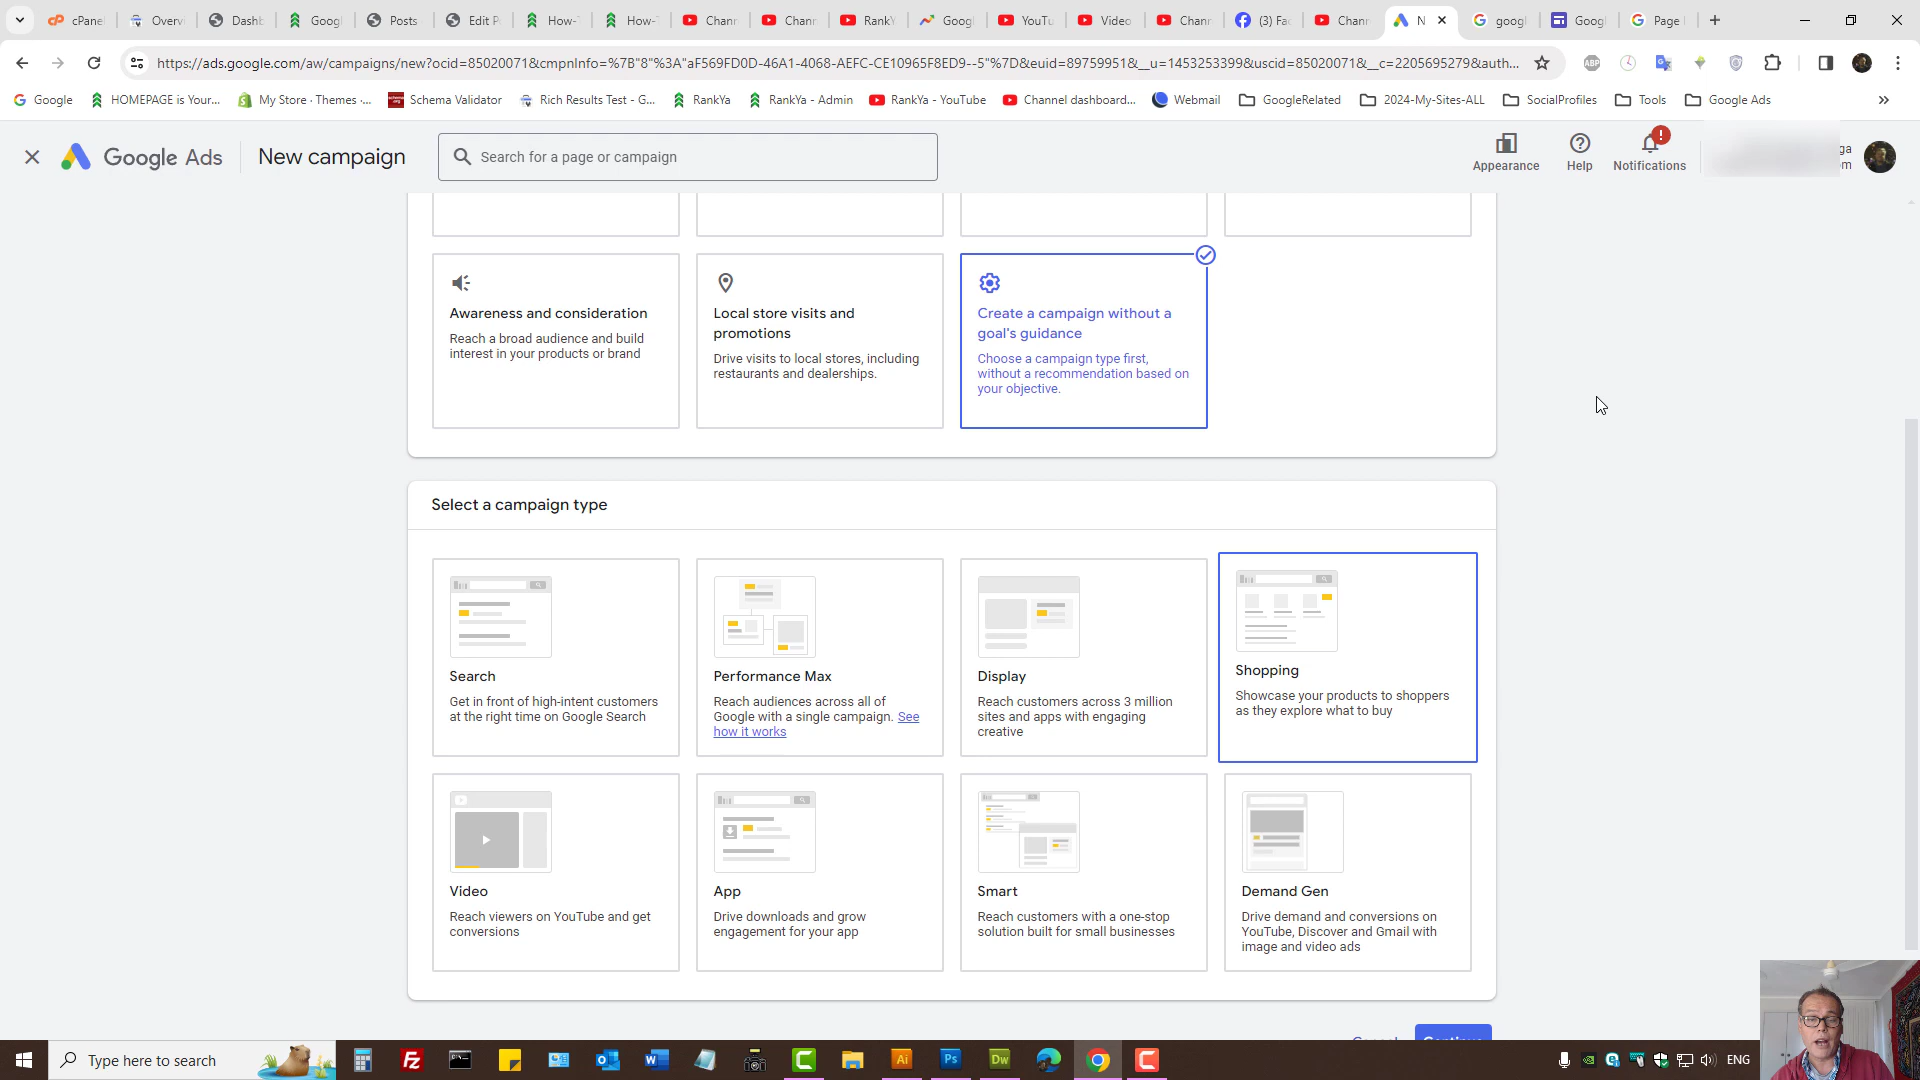 cPane
Overv
Dashb
Googl
Posts
Edit P
How-
How-
Chann
Chann
RankY
Googl
YouTu
Video
Chann
(3) Fac
Chann
N
googl
Googl
Page
https://ads.google.com/aw/campaigns/new?ocid=85020071&cmpnInfo=%7B"8"%3A"aF569FD0D-46A1-4068-AEFC-CE10965F8ED9--5"%7D&euid=89759951&__u=1453253399&uscid=85020071&__c=2205695279&auth...
Google
HOMEPAGE is Your...
My Store · Themes ·...
Schema Validator
Rich Results Test - G...
RankYa
RankYa - Admin
RankYa - YouTube
Channel dashboard...
Webmail
GoogleRelated
2024-My-Sites-ALL
SocialProfiles
Tools
Google Ads
»
Google Ads
New campaign
Search for a page or campaign
Appearance
Help
Notifications
ga
om
Awareness and consideration
Reach a broad audience and build
interest in your products or brand
Local store visits and
promotions
Drive visits to local stores, including
restaurants and dealerships.
Create a campaign without a
goal's guidance
Choose a campaign type first,
without a recommendation based on
your objective.
Select a campaign type
Search
Get in front of high-intent customers
at the right time on Google Search
Performance Max
Reach audiences across all of
Google with a single campaign. See
how it works
Display
Reach customers across 3 million
sites and apps with engaging
creative
Shopping
Showcase your products to shoppers
as they explore what to buy
Video
Reach viewers on YouTube and get
conversions
App
Drive downloads and grow
engagement for your app
Smart
Reach customers with a one-stop
solution built for small businesses
Demand Gen
Drive demand and conversions on
YouTube, Discover and Gmail with
image and video ads
Cancel
Continue
Type here to search
ENG